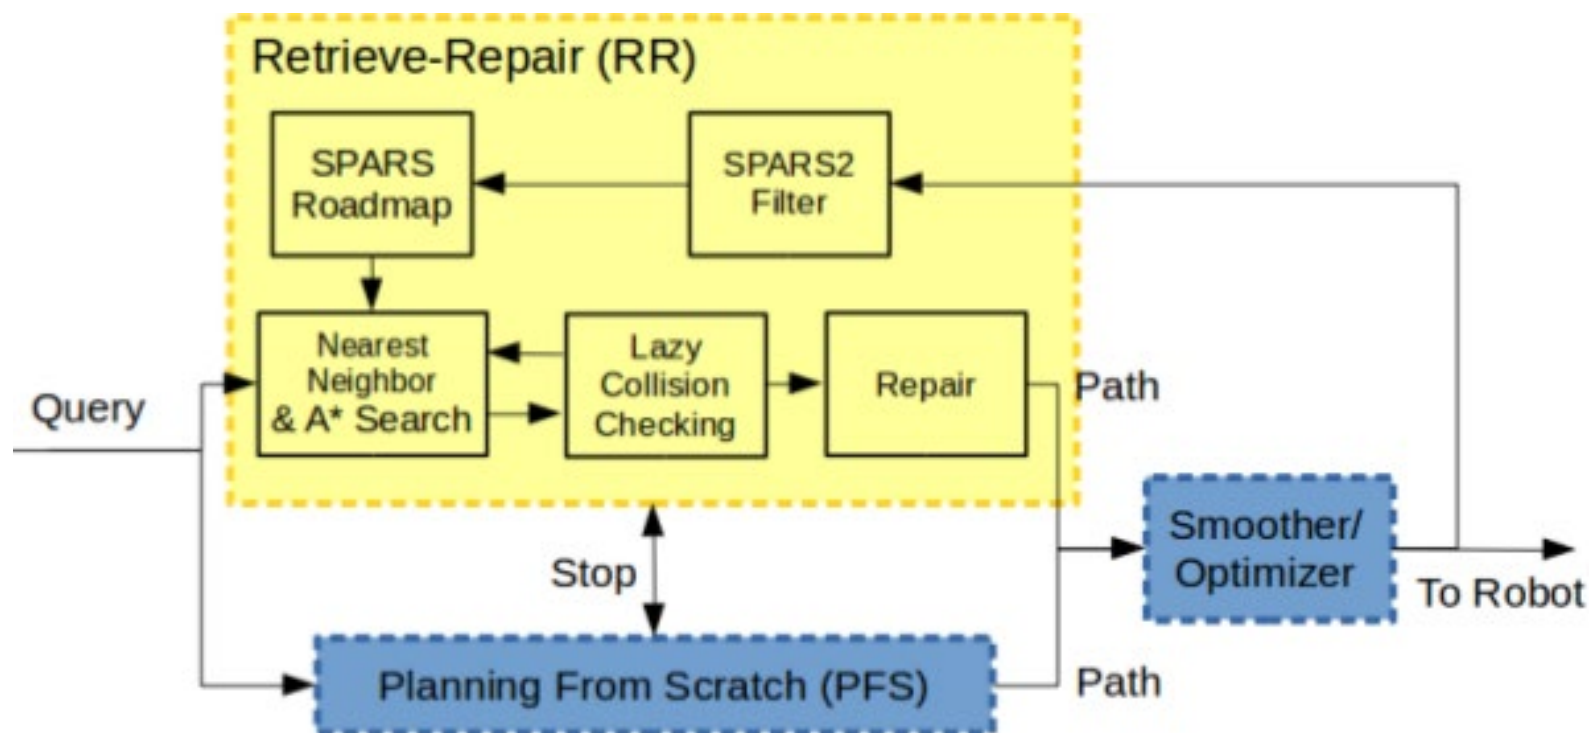 Retrieve-Repair (RR)
SPARS
Roadmap
SPARS2
Filter
Nearest
Neighbor
& A* Search
Lazy
Collision
Checking
Repair
Path
Query
Stop
Smoother/
Optimizer
To Robot
Planning From Scratch (PFS)
Path